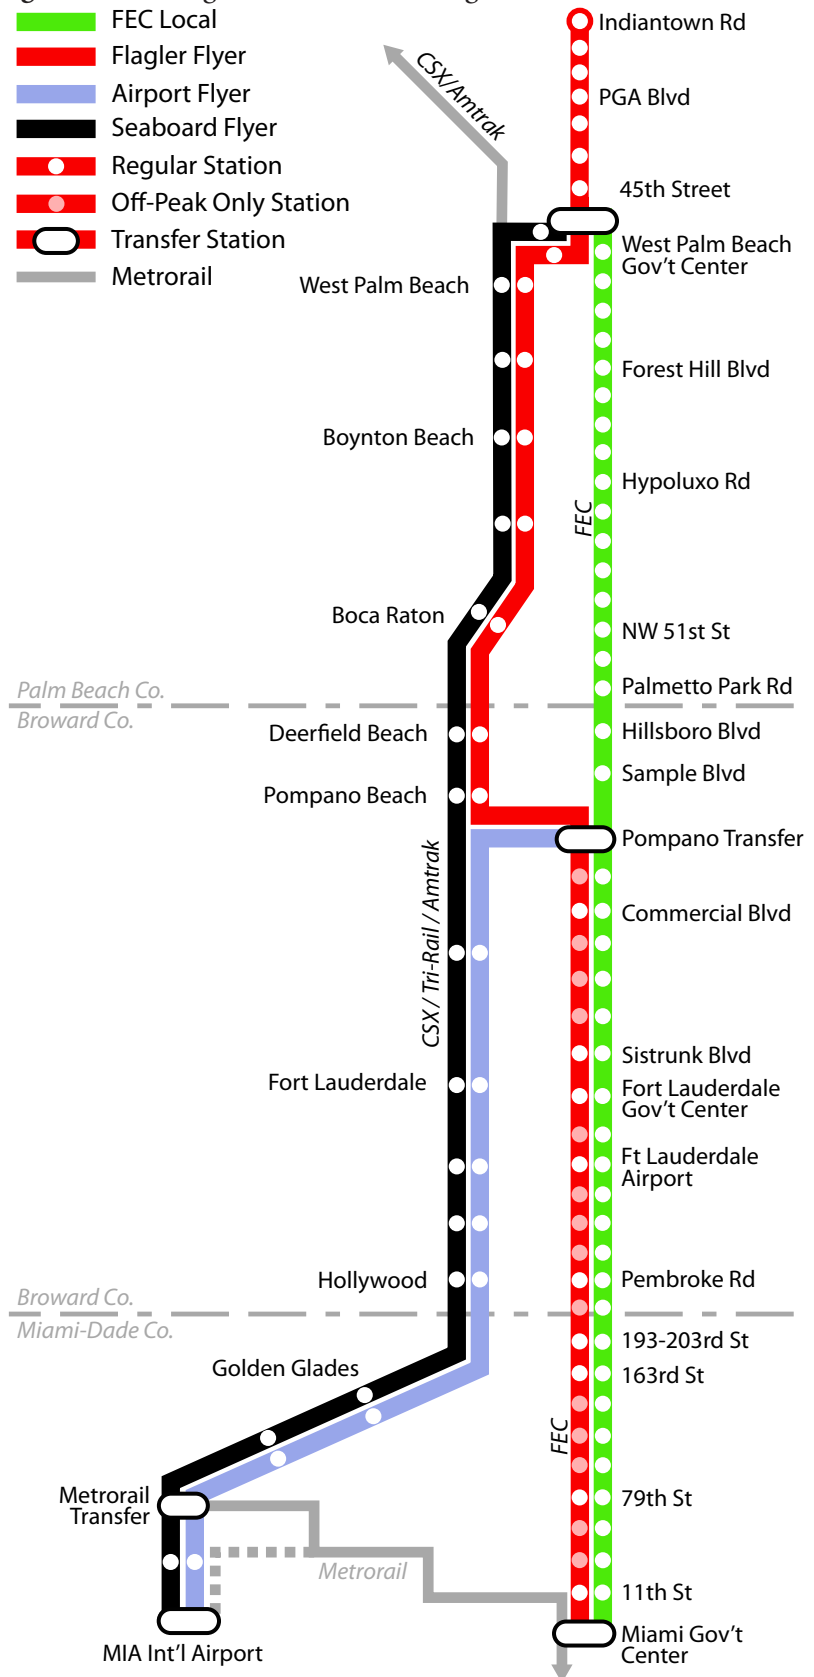 FEC Local
Flagler Flyer
Airport Flyer
Seaboard Flyer
Regular Station
Off-Peak Only Station
Transfer Station
Metrorail
CSX/Amtrak
Indiantown Rd
PGA Blvd
45th Street
West Palm Beach
Gov't Center
West Palm Beach
Forest Hill Blvd
Boynton Beach
Hypoluxo Rd
FEC
Boca Raton
NW 51st St
Palm Beach Co.
Palmetto Park Rd
Broward Co.
Deerfield Beach
Hillsboro Blvd
Sample Blvd
Pompano Beach
Pompano Transfer
CSX / Tri-Rail / Amtrak
Commercial Blvd
Sistrunk Blvd
Fort Lauderdale
Fort Lauderdale
Gov't Center
Ft Lauderdale
Airport
Hollywood
Pembroke Rd
Broward Co.
Miami-Dade Co.
193-203rd St
Golden Glades
163rd St
FEC
Metrorail
Transfer
79th St
Metrorail
11th St
MIA Int'l Airport
Miami Gov't
Center